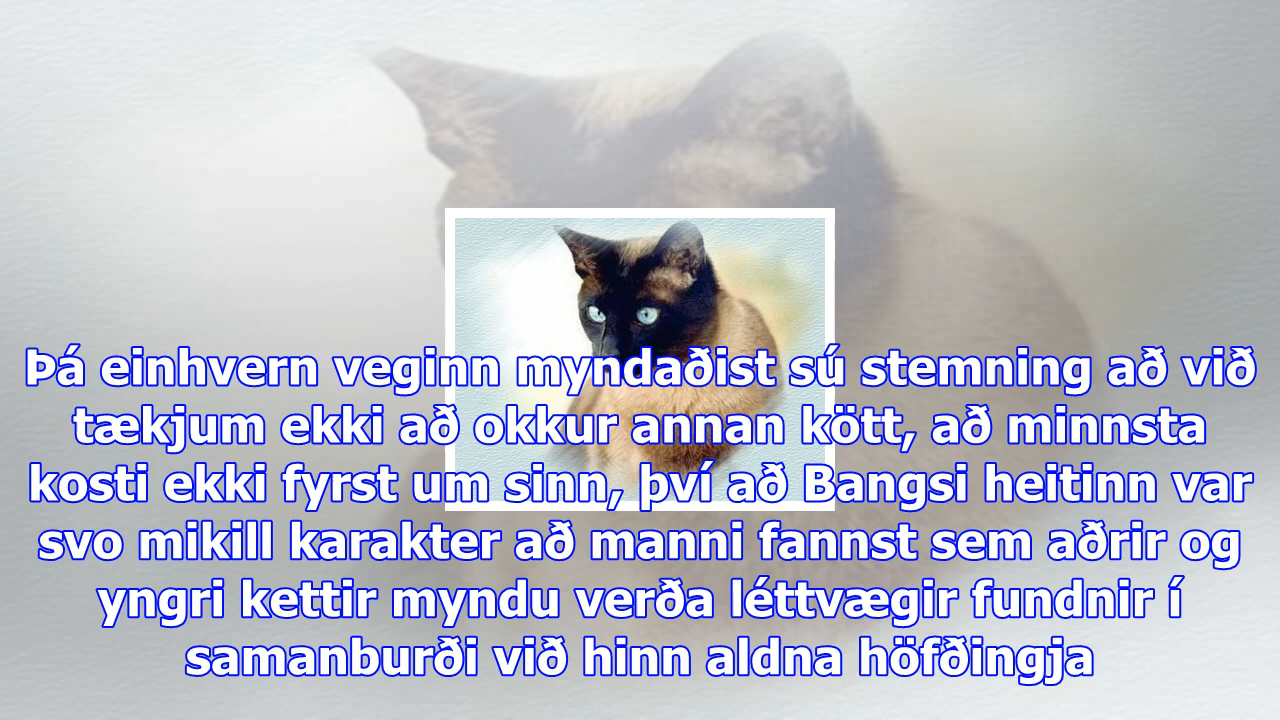 Þá einhvern veginn myndaðist sú stemning að við
tækjum ekki að okkur annan kött, að minnsta
kosti ekki fyrst um sinn, því að Bangsi heitinn var
svo mikill karakter að manni fannst sem aðrir og
yngri kettir myndu verða léttvægir fundnir í
samanburði við hinn aldna höfðingja